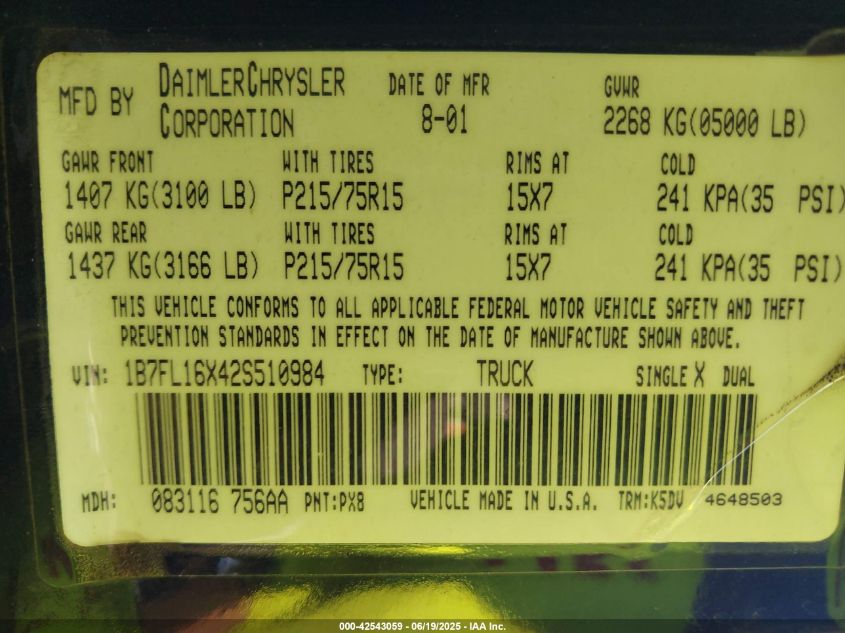 MFD BY DAIMLERCHRYSLER CORPORATION DATE OF MFR 8-01 GVWR 2268 KG(05000 LB)
GAWR FRONT WITH TIRES RIMS AT COLD
1407 KG(3100 LB) P215/75R15 15X7 241 KPA(35 PSI)
GAWR REAR WITH TIRES RIMS AT COLD
1437 KG(3166 LB) P215/75R15 15X7 241 KPA(35 PSI)
THIS VEHICLE CONFORMS TO ALL APPLICABLE FEDERAL MOTOR VEHICLE SAFETY AND THEFT
PREVENTION STANDARDS IN EFFECT ON THE DATE OF MANUFACTURE SHOWN ABOVE.
VIN: 1B7FL16X42S510984 TYPE: TRUCK SINGLE X DUAL
MDH: 083116 756AA PNT:PX8 VEHICLE MADE IN U.S.A. TRM:K5DV 4648503
000-42543059 - 06/19/2025 - IAA Inc.